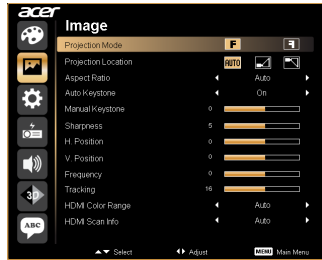 acer
Image
Projection Mode F F
Projection Location AUTO
Aspect Ratio Auto
Auto Keystone On
Manual Keystone 0
Sharpness 5
H. Position 0
V. Position 0
Frequency 0
Tracking 16
HDMI Color Range Auto
HDMI Scan Info Auto
3D
ABC
Select Adjust MENU Main Menu